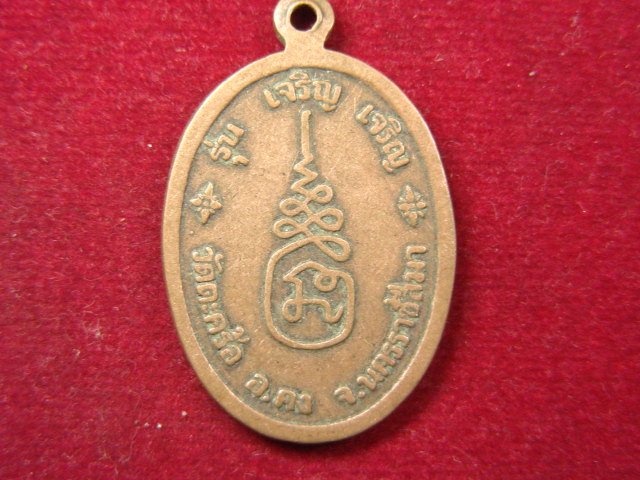 รุ่น เจริญ เจริญ
วัดตะคร้อ อ.คง จ.นครราชสีมา